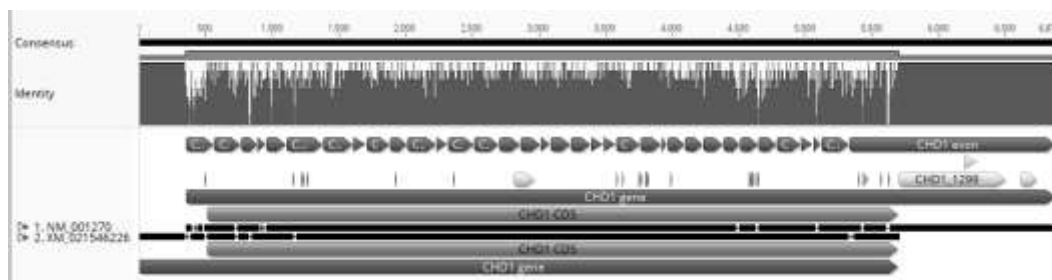 1 500 1,000 1,500 2,000 2,500 3,000 3,500 4,000 4,500 5,000 5,500 6,000
Consensus
Identity
C... C... C C... C... C C C... C C... C C C C... CHD1 exon
CHD1_1298
CHD1 gene
CHD1 CDS
1. NM_001270
2. XM_021546226
CHD1 CDS
CHD1 gene